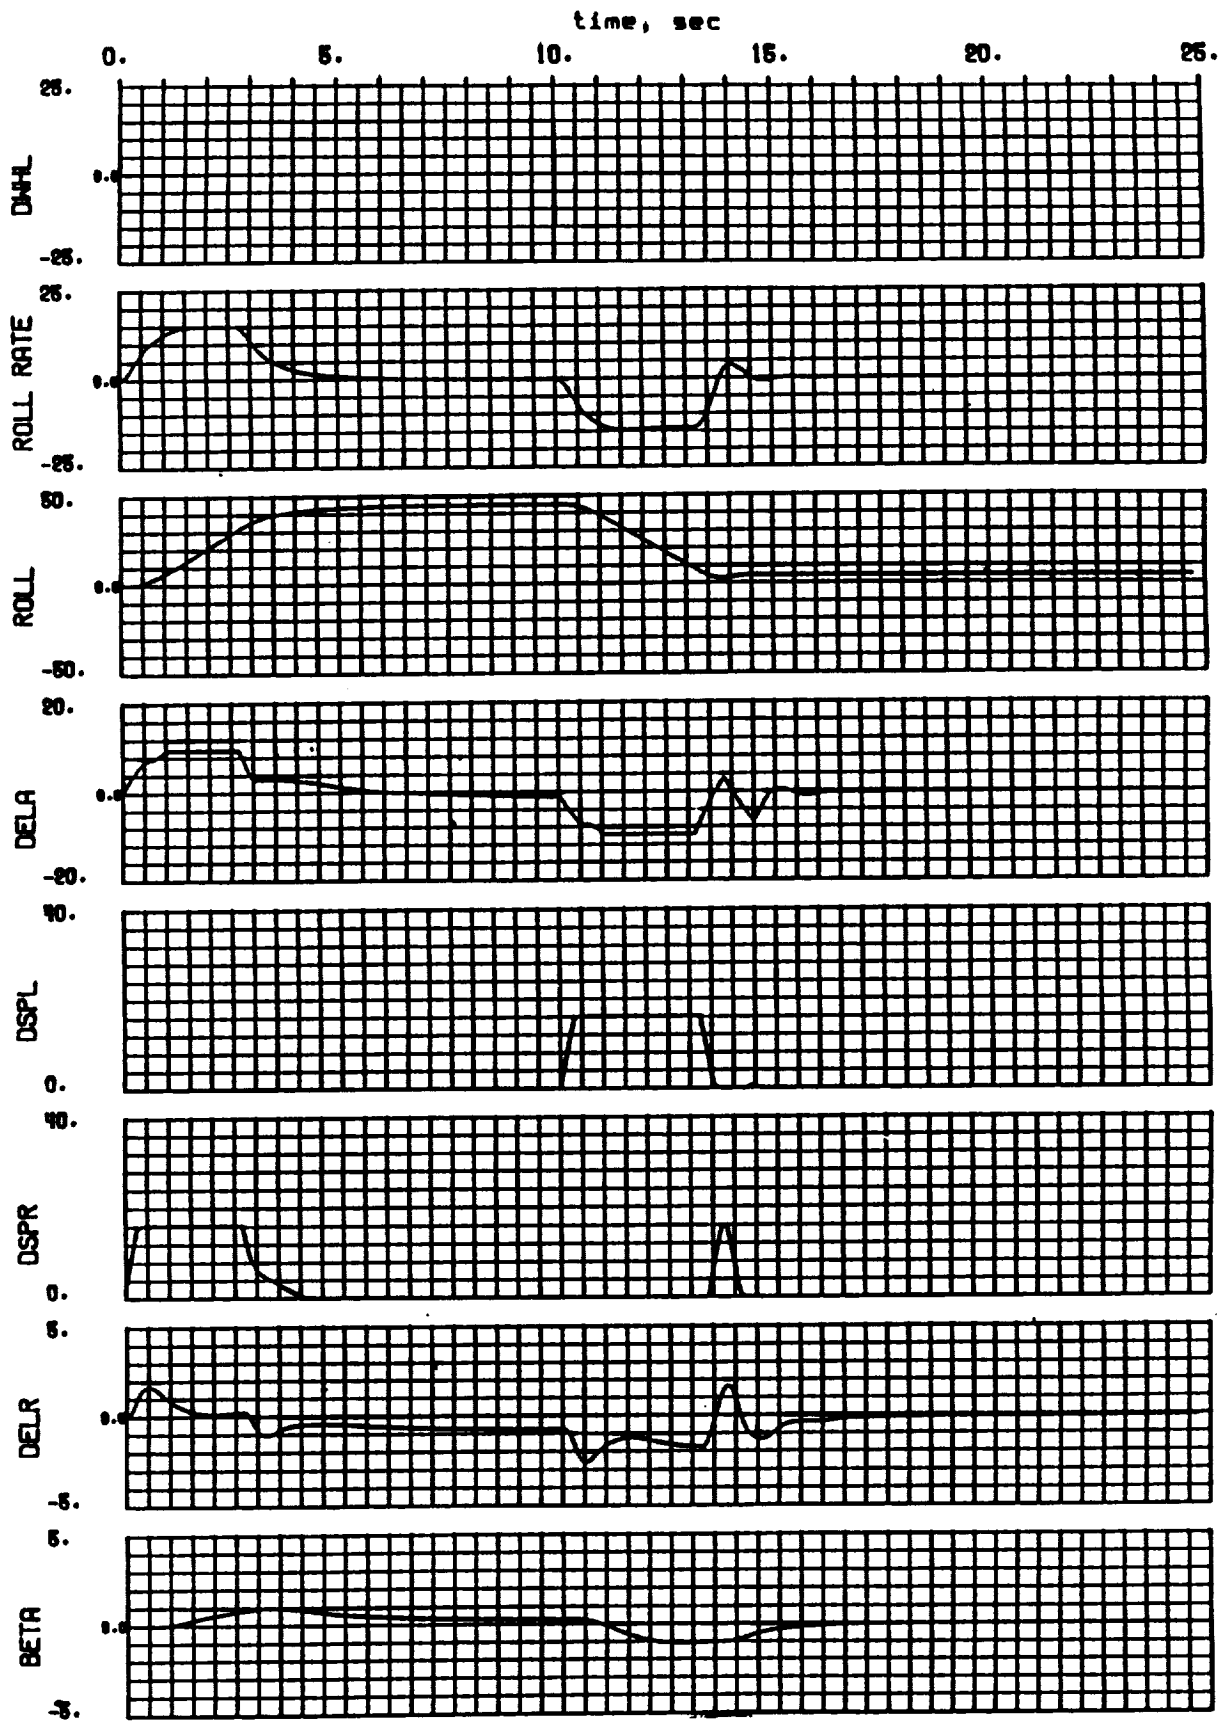 time, sec
0. 5. 10. 15. 20. 25.
25.
DWHL
0.0
-25.
25.
ROLL RATE
0.0
-25.
50.
ROLL
0.0
-50.
20.
DELA
0.0
-20.
40.
DSPL
0.
40.
DSPR
0.
5.
DELR
0.0
-5.
5.
BETA
0.0
-5.